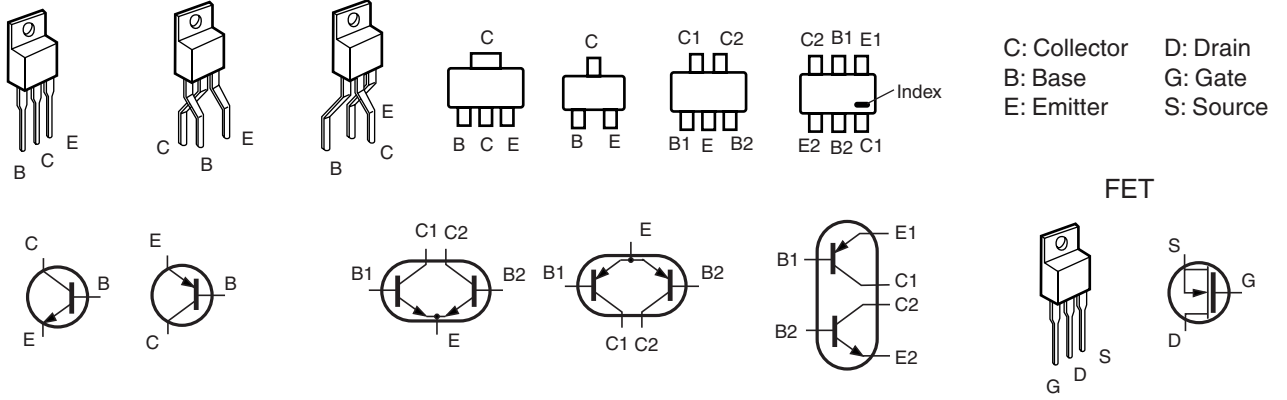 B C E
C B E
B E C
C
B C E
C
B E
C1 C2
B1 E B2
C2 B1 E1
Index
E2 B2 C1
C: Collector D: Drain
B: Base G: Gate
E: Emitter S: Source
FET
C
B
E
E
B
C
C1 C2
B1 B2
E
E
B1 B2
C1 C2
E1
B1
C1
C2
B2
E2
G D S
S
G
D